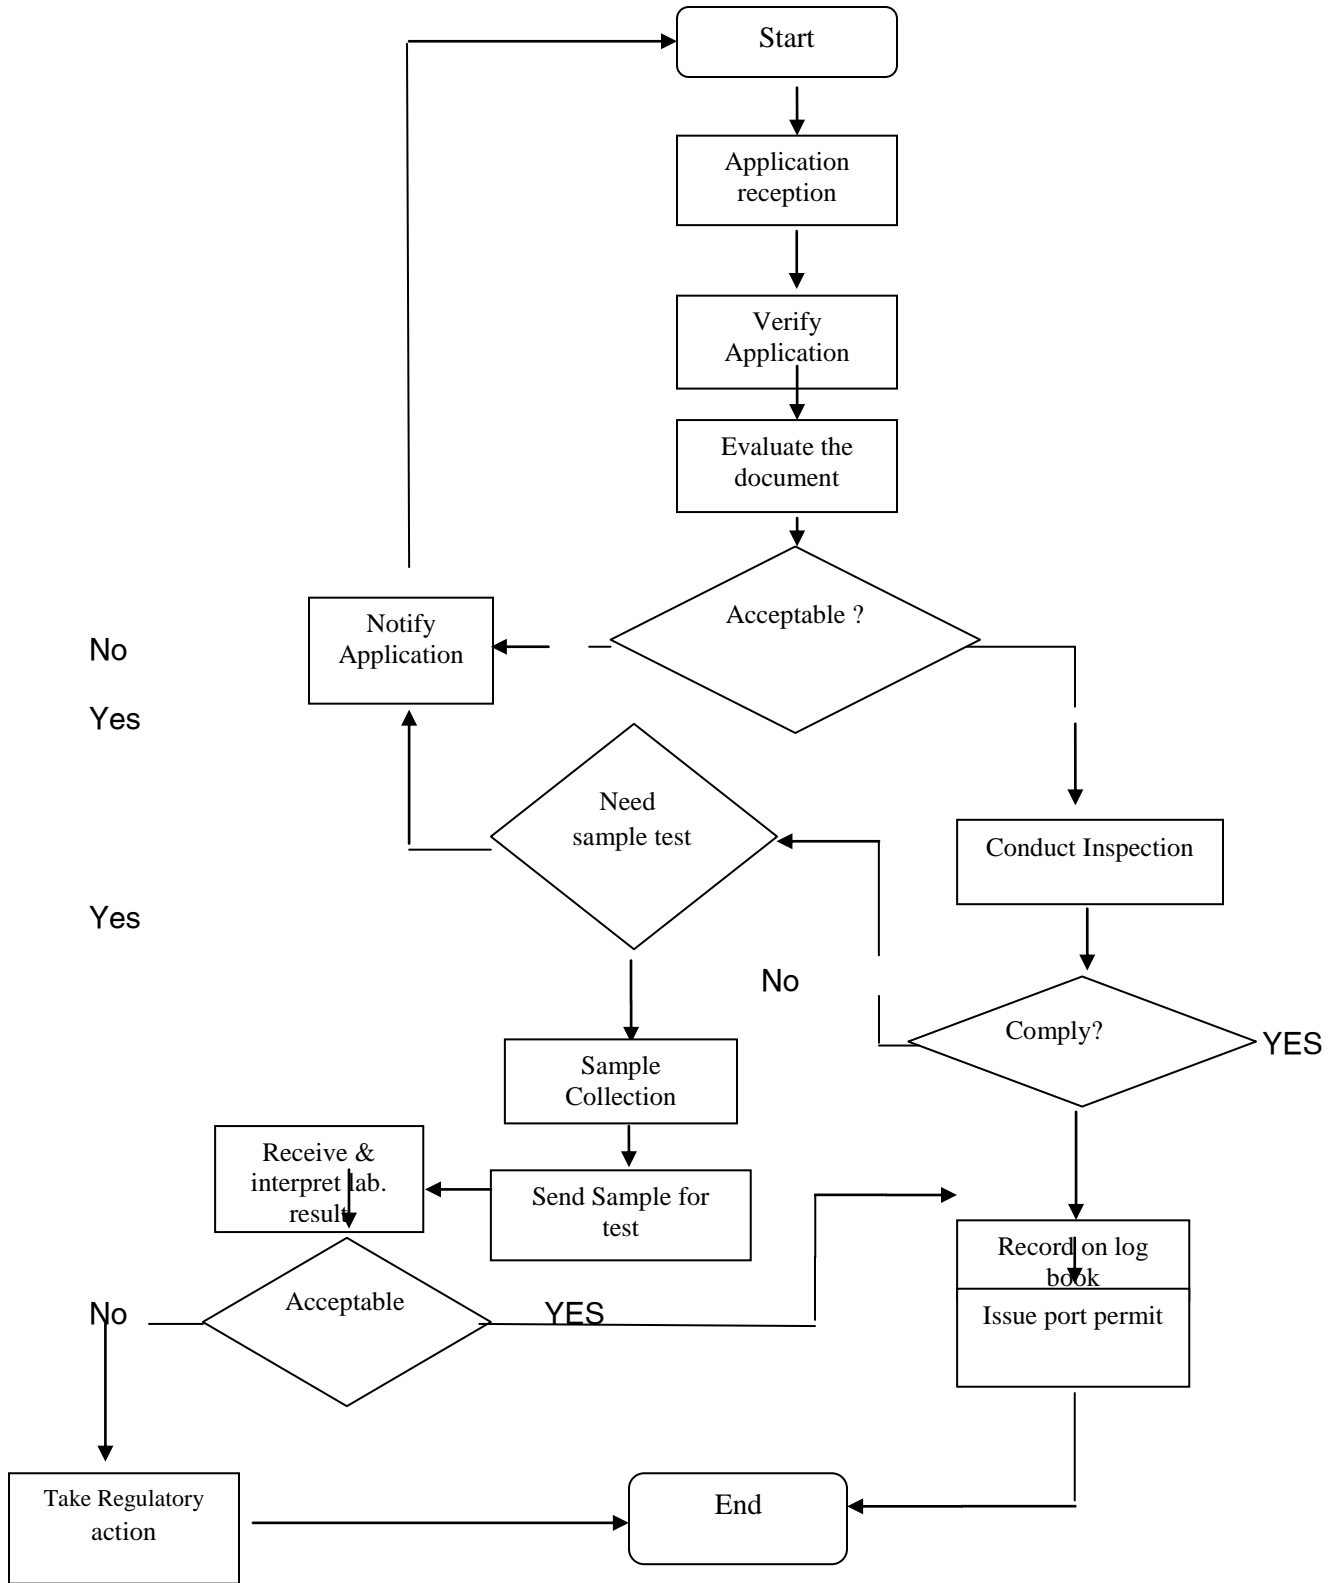 Start
Application
reception
Verify
Application
Evaluate the
document
Acceptable ?
Notify
Application
No
Yes
Need
sample test
Conduct Inspection
Yes
No
Comply?
YES
Sample
Collection
Receive &
interpret lab.
result
Send Sample for
test
Record on log
book
Acceptable
No
YES
Issue port permit
Take Regulatory
action
End